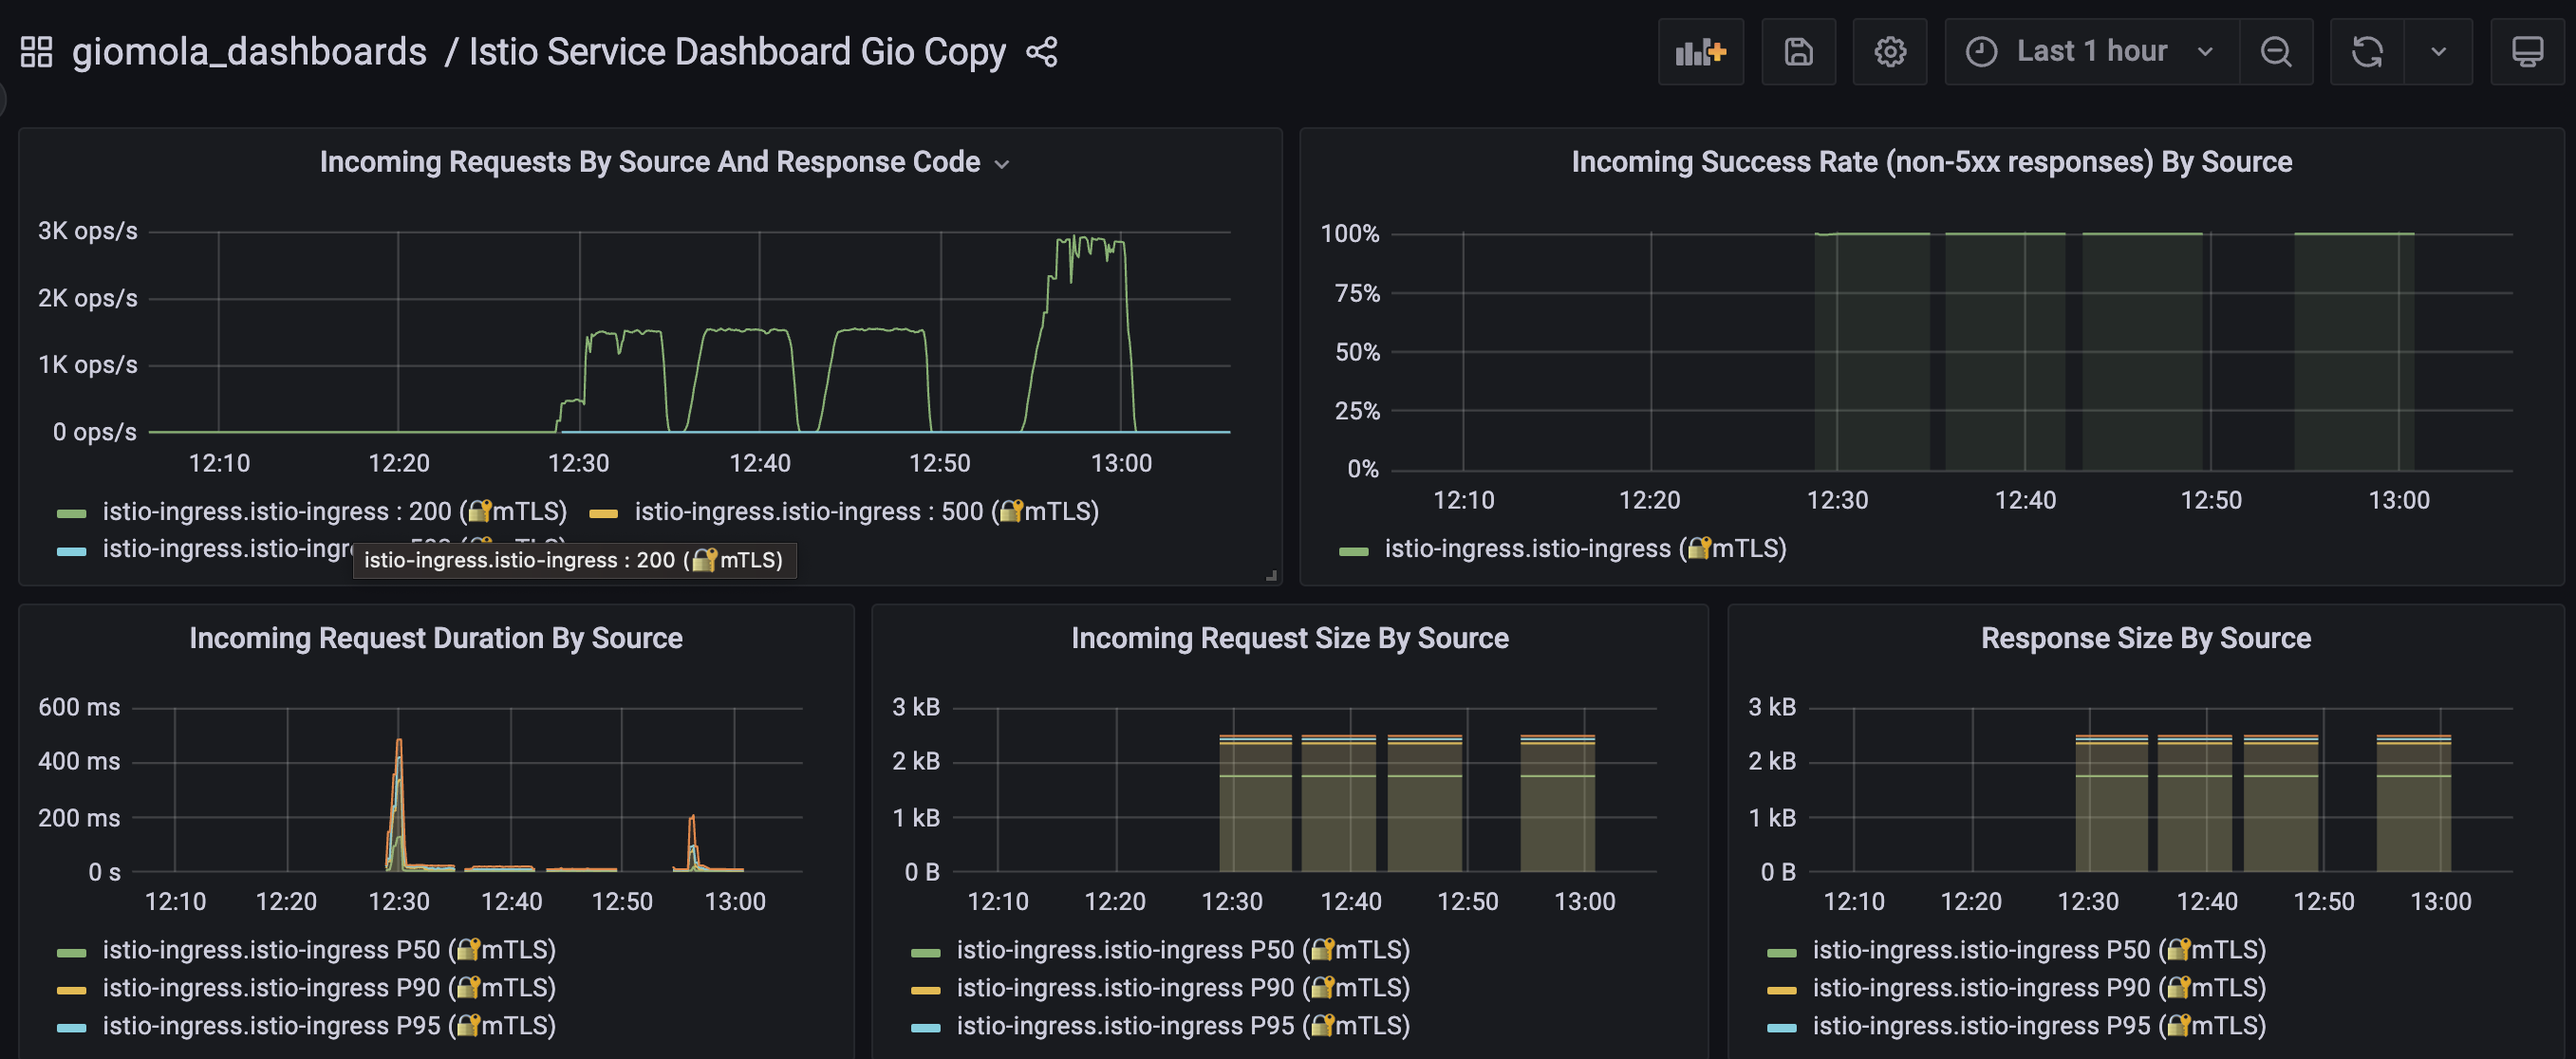 giomola_dashboards / Istio Service Dashboard Gio Copy
Last 1 hour
Incoming Requests By Source And Response Code
3K ops/s
2K ops/s
1K ops/s
0 ops/s
12:10 12:20 12:30 12:40 12:50 13:00
istio-ingress.istio-ingress : 200 (🔐mTLS) istio-ingress.istio-ingress : 500 (🔐mTLS)
istio-ingress.istio-ingr
istio-ingress.istio-ingress : 200 (🔐mTLS)
Incoming Success Rate (non-5xx responses) By Source
100%
75%
50%
25%
0%
12:10 12:20 12:30 12:40 12:50 13:00
istio-ingress.istio-ingress (🔐mTLS)
Incoming Request Duration By Source
600 ms
400 ms
200 ms
0 s
12:10 12:20 12:30 12:40 12:50 13:00
istio-ingress.istio-ingress P50 (🔐mTLS)
istio-ingress.istio-ingress P90 (🔐mTLS)
istio-ingress.istio-ingress P95 (🔐mTLS)
Incoming Request Size By Source
3 kB
2 kB
1 kB
0 B
12:10 12:20 12:30 12:40 12:50 13:00
istio-ingress.istio-ingress P50 (🔐mTLS)
istio-ingress.istio-ingress P90 (🔐mTLS)
istio-ingress.istio-ingress P95 (🔐mTLS)
Response Size By Source
3 kB
2 kB
1 kB
0 B
12:10 12:20 12:30 12:40 12:50 13:00
istio-ingress.istio-ingress P50 (🔐mTLS)
istio-ingress.istio-ingress P90 (🔐mTLS)
istio-ingress.istio-ingress P95 (🔐mTLS)